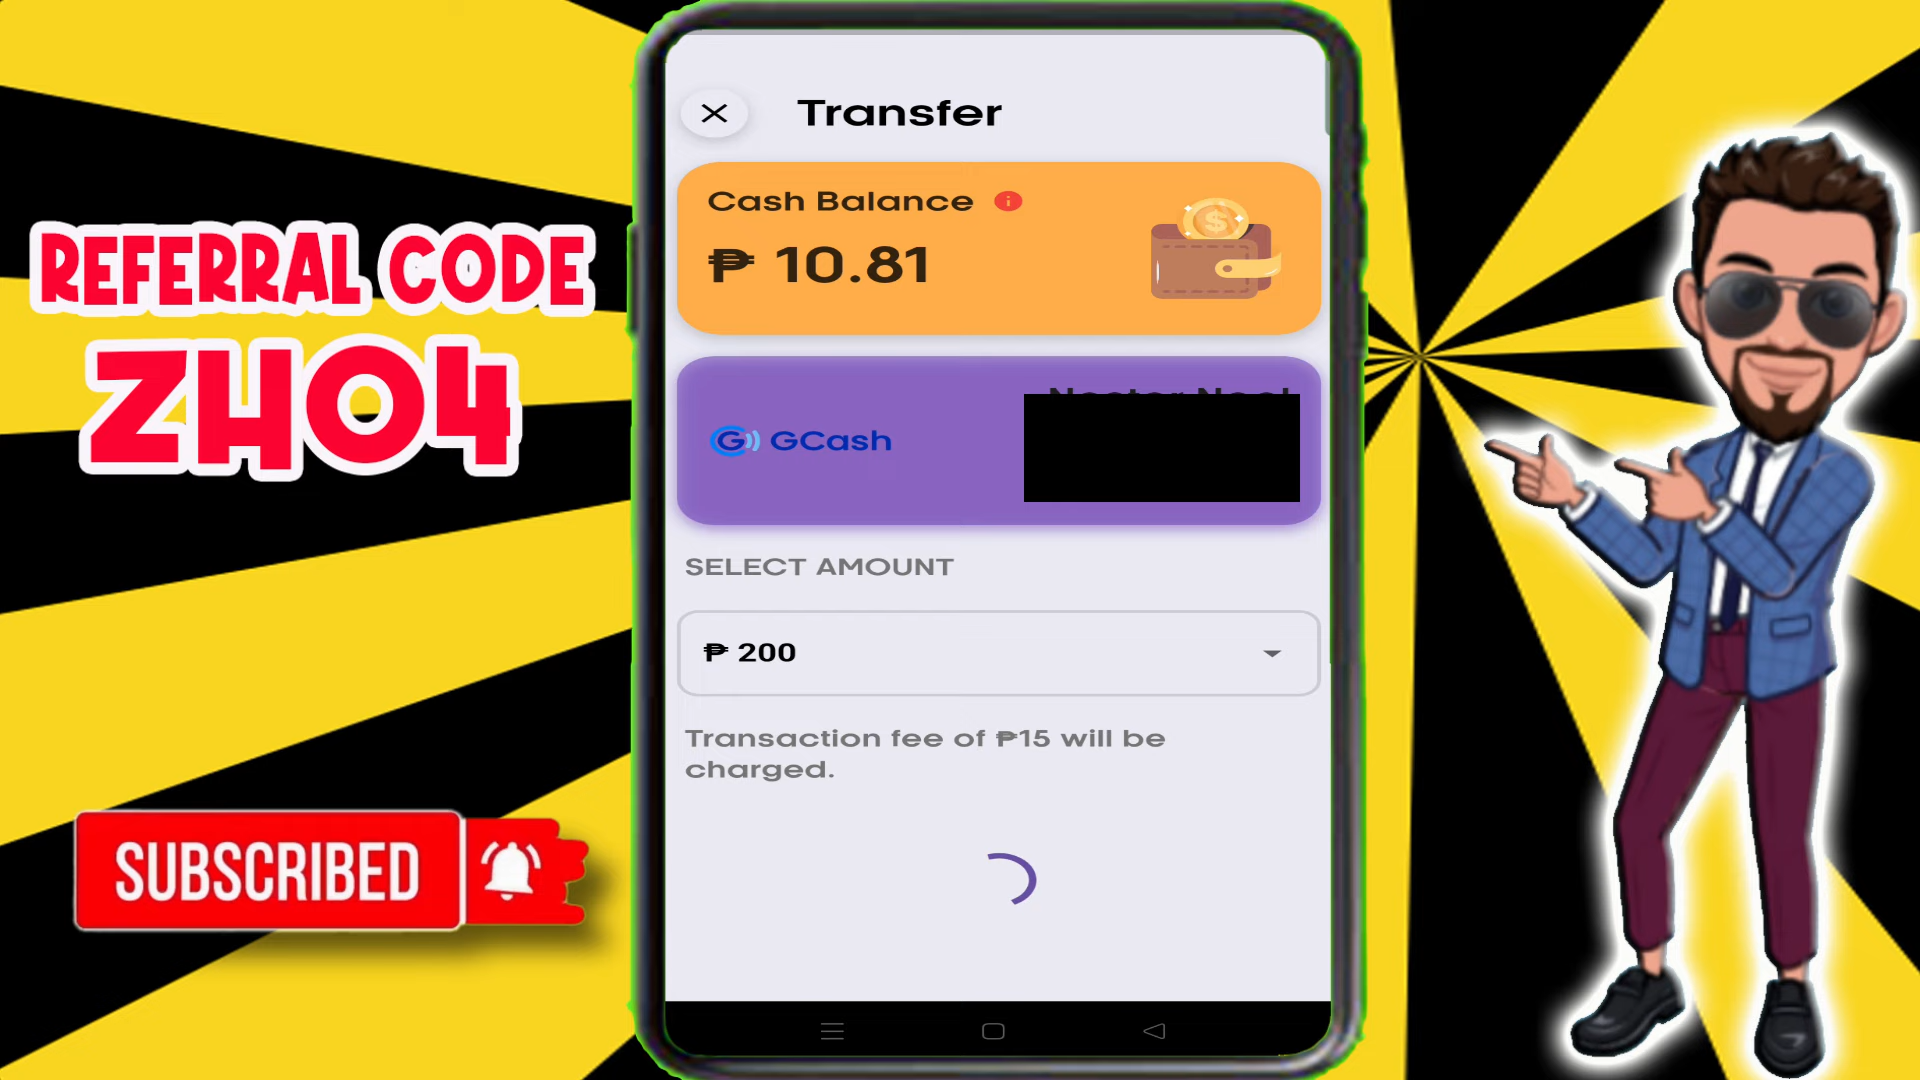 REFERRAL CODE
ZHO4
SUBSCRIBED
Transfer
Cash Balance
₱ 10.81
GCash
SELECT AMOUNT
₱ 200
Transaction fee of ₱15 will be
charged.